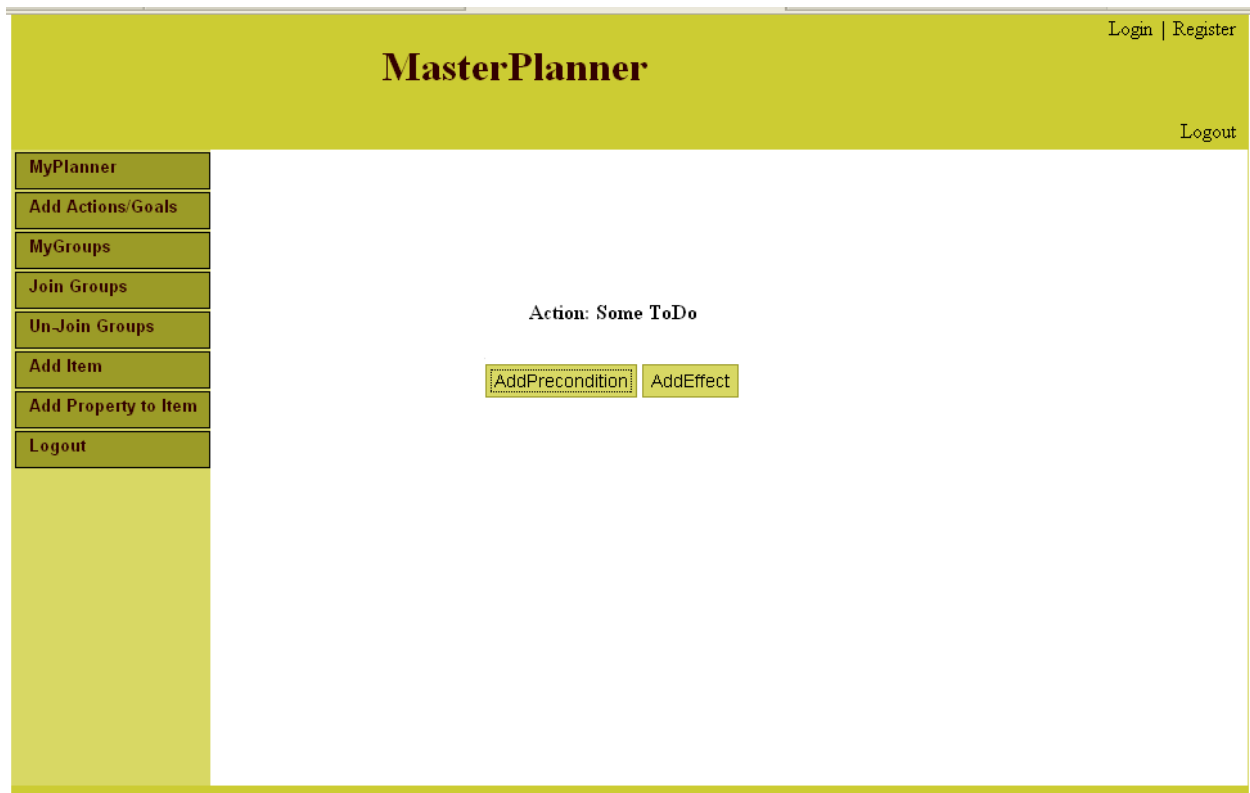 Login | Register
MasterPlanner
Logout
MyPlanner
Add Actions/Goals
MyGroups
Join Groups
Un-Join Groups
Add Item
Add Property to Item
Logout
Action: Some ToDo
AddPrecondition AddEffect